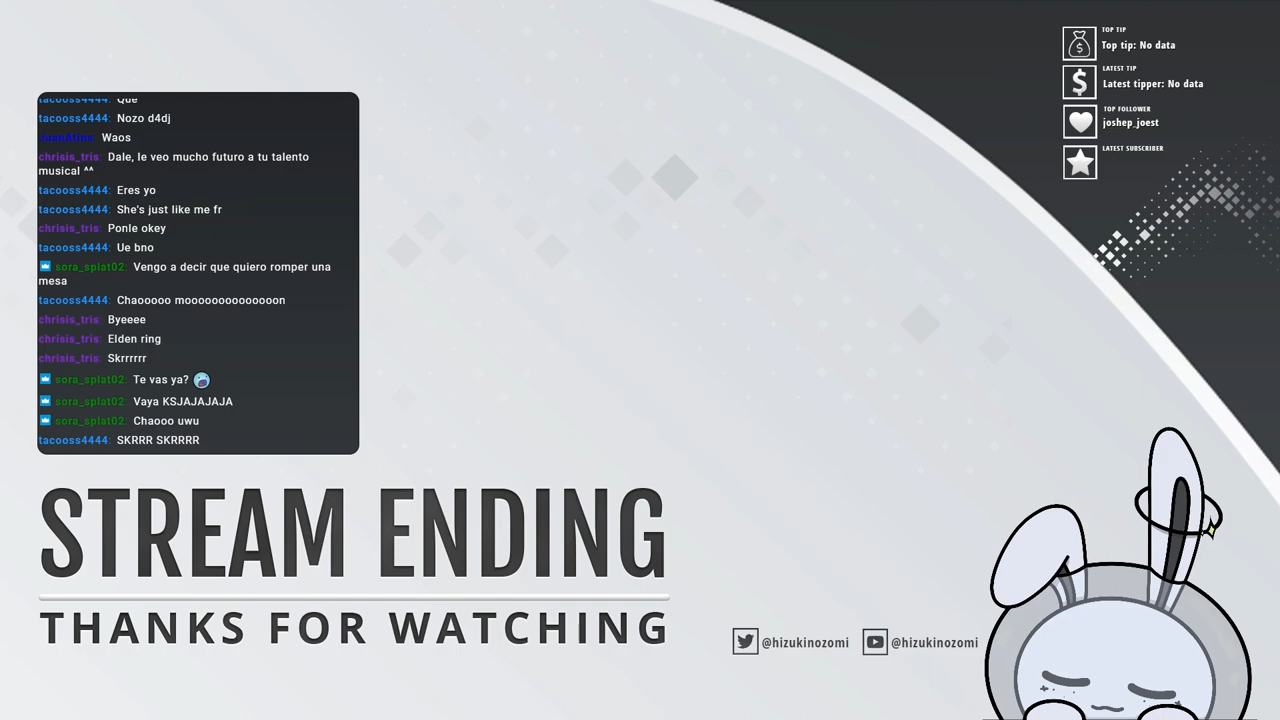 tacooss4444: Que
tacooss4444: Nozo d4dj
Waos
chrisis_tris: Dale, le veo mucho futuro a tu talento
musical ^^
tacooss4444: Eres yo
tacooss4444: She's just like me fr
chrisis_tris: Ponle okey
tacooss4444: Ue bno
sora_splat02: Vengo a decir que quiero romper una
mesa
tacooss4444: Chaooooo moooooooooooooon
chrisis_tris: Byeeee
chrisis_tris: Elden ring
chrisis_tris: Skrrrrrr
sora_splat02: Te vas ya?
sora_splat02: Vaya KSJAJAJAJA
sora_splat02: Chaooo uwu
tacooss4444: SKRRR SKRRRR
STREAM ENDING
THANKS FOR WATCHING
@hizukinozomi
@hizukinozomi
TOP TIP
Top tip: No data
LATEST TIP
Latest tipper: No data
TOP FOLLOWER
joshep_joest
LATEST SUBSCRIBER